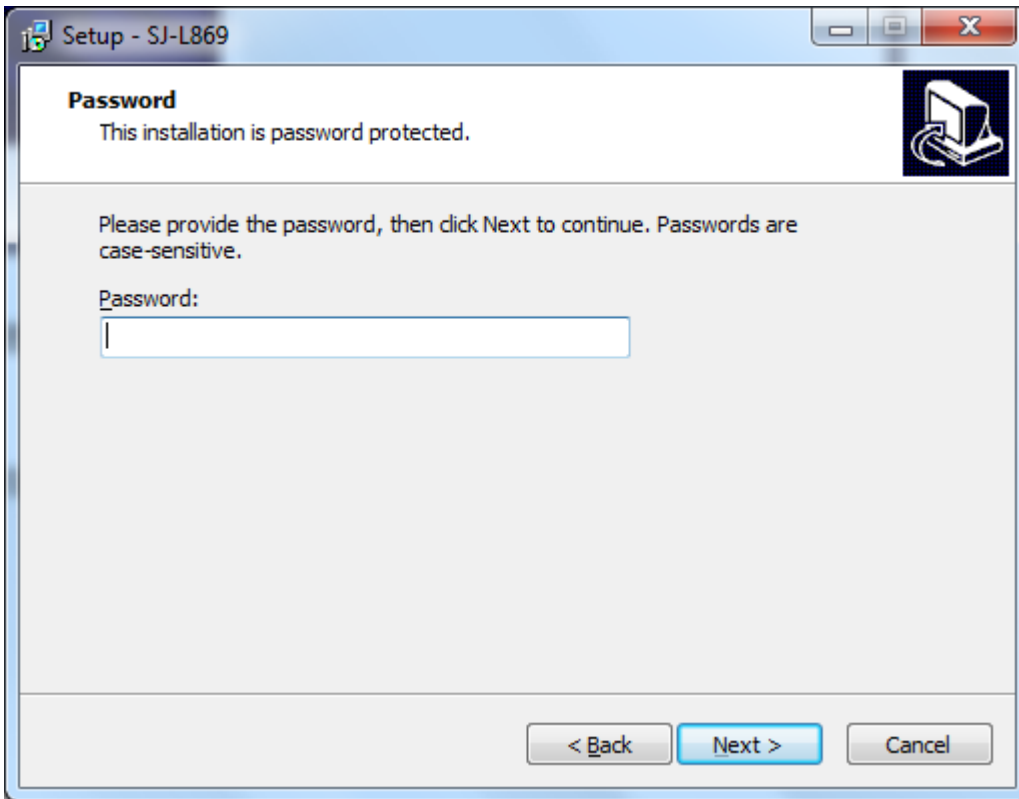 Setup - SJ-L869
Password
This installation is password protected.
Please provide the password, then click Next to continue. Passwords are
case-sensitive.
Password:
< Back
Next >
Cancel